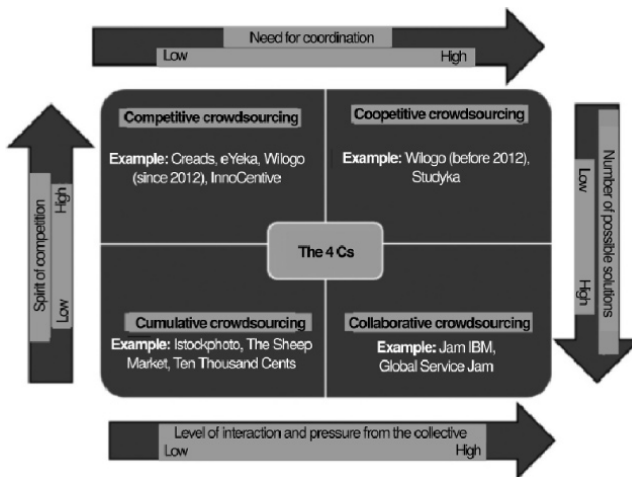 Need for coordination
Low High
Competitive crowdsourcing
Example: Creads, eYeka, Wilogo
(since 2012), InnoCentive
Coopetitive crowdsourcing
Example: Wilogo (before 2012),
Studyka
Spirit of competition
High
Low
Number of possible solutions
Low
High
The 4 Cs
Cumulative crowdsourcing
Example: Istockphoto, The Sheep
Market, Ten Thousand Cents
Collaborative crowdsourcing
Example: Jam IBM,
Global Service Jam
Level of interaction and pressure from the collective
Low High